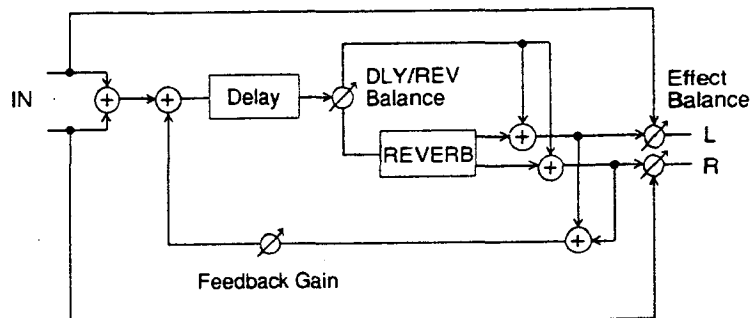 IN
Delay
DLY/REV
Balance
REVERB
Effect
Balance
L
R
Feedback Gain